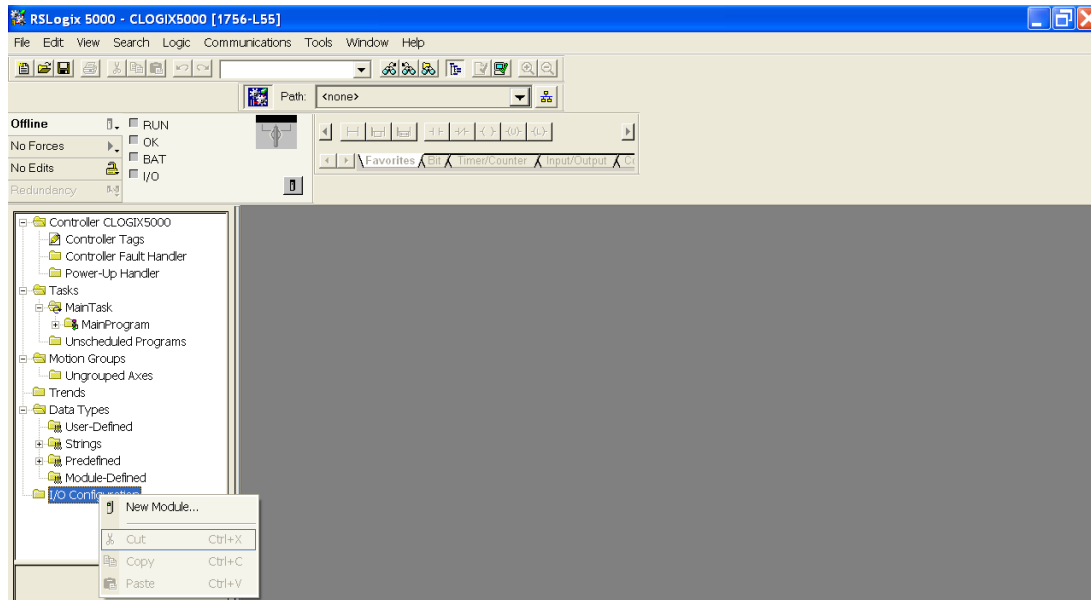 RSLogix 5000 - CLOGIX5000 [1756-L55]
File Edit View Search Logic Communications Tools Window Help
Path: <none>
Offline
RUN
No Forces
OK
BAT
No Edits
I/O
Redundancy
Favorites Bit Timer/Counter Input/Output
Controller CLOGIX5000
Controller Tags
Controller Fault Handler
Power-Up Handler
Tasks
MainTask
MainProgram
Unscheduled Programs
Motion Groups
Ungrouped Axes
Trends
Data Types
User-Defined
Strings
Predefined
Module-Defined
I/O Configuration
New Module...
Cut Ctrl+X
Copy Ctrl+C
Paste Ctrl+V